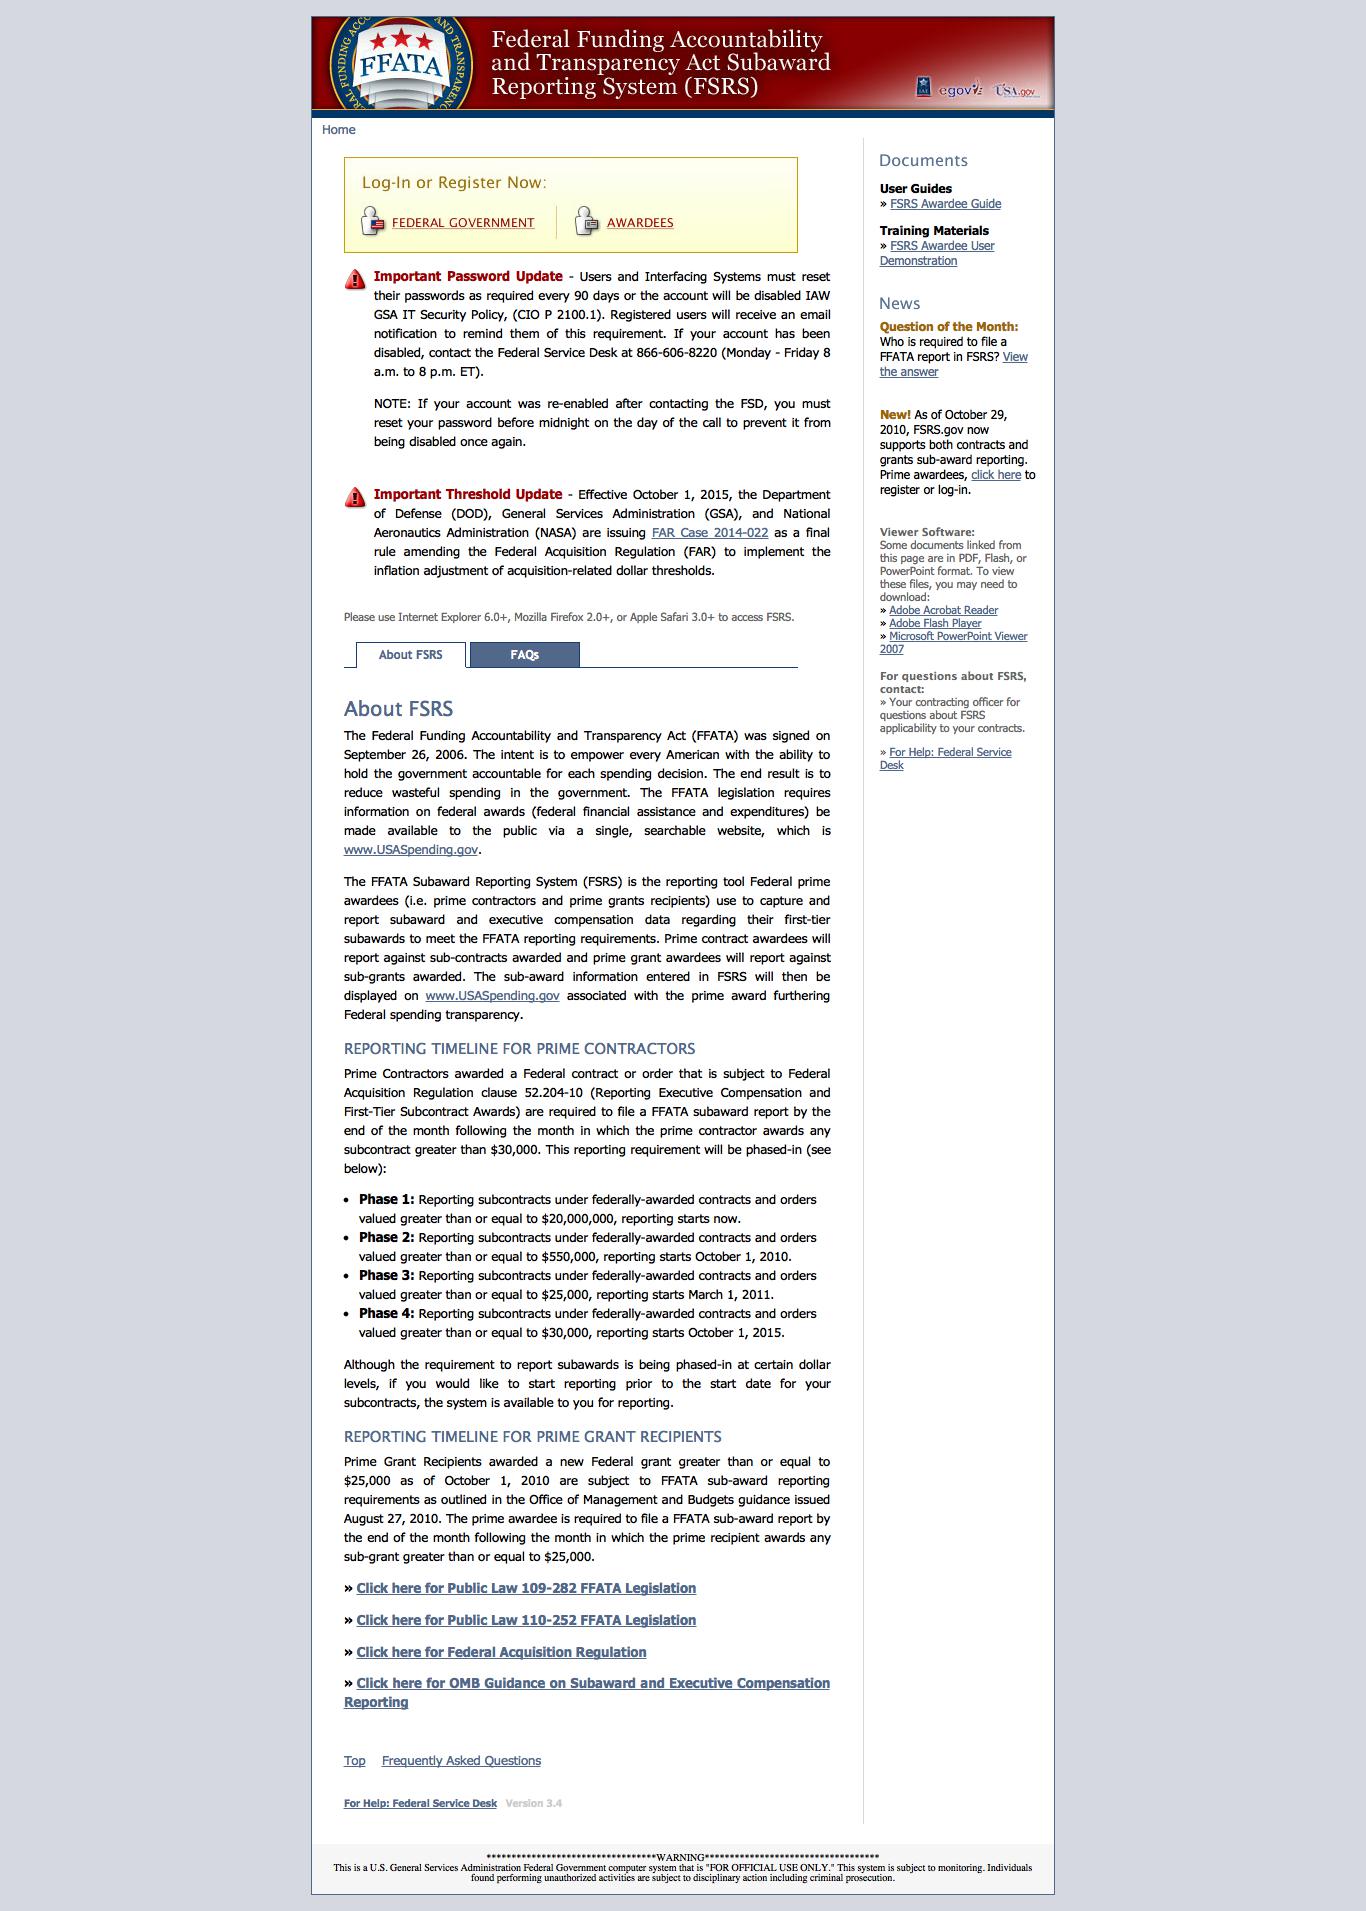 FEDERAL FUNDING ACCOUNTABILITY AND TRANSPARENCY
FFATA
Federal Funding Accountability
and Transparency Act Subaward
Reporting System (FSRS)
IAE egov USA.gov
Home
Log-In or Register Now:
FEDERAL GOVERNMENT
AWARDEES
Important Password Update - Users and Interfacing Systems must reset
their passwords as required every 90 days or the account will be disabled IAW
GSA IT Security Policy, (CIO P 2100.1). Registered users will receive an email
notification to remind them of this requirement. If your account has been
disabled, contact the Federal Service Desk at 866-606-8220 (Monday - Friday 8
a.m. to 8 p.m. ET).
NOTE: If your account was re-enabled after contacting the FSD, you must
reset your password before midnight on the day of the call to prevent it from
being disabled once again.
Important Threshold Update - Effective October 1, 2015, the Department
of Defense (DOD), General Services Administration (GSA), and National
Aeronautics Administration (NASA) are issuing FAR Case 2014-022 as a final
rule amending the Federal Acquisition Regulation (FAR) to implement the
inflation adjustment of acquisition-related dollar thresholds.
Please use Internet Explorer 6.0+, Mozilla Firefox 2.0+, or Apple Safari 3.0+ to access FSRS.
About FSRS
FAQs
About FSRS
The Federal Funding Accountability and Transparency Act (FFATA) was signed on
September 26, 2006. The intent is to empower every American with the ability to
hold the government accountable for each spending decision. The end result is to
reduce wasteful spending in the government. The FFATA legislation requires
information on federal awards (federal financial assistance and expenditures) be
made available to the public via a single, searchable website, which is
www.USASpending.gov.
The FFATA Subaward Reporting System (FSRS) is the reporting tool Federal prime
awardees (i.e. prime contractors and prime grants recipients) use to capture and
report subaward and executive compensation data regarding their first-tier
subawards to meet the FFATA reporting requirements. Prime contract awardees will
report against sub-contracts awarded and prime grant awardees will report against
sub-grants awarded. The sub-award information entered in FSRS will then be
displayed on www.USASpending.gov associated with the prime award furthering
Federal spending transparency.
REPORTING TIMELINE FOR PRIME CONTRACTORS
Prime Contractors awarded a Federal contract or order that is subject to Federal
Acquisition Regulation clause 52.204-10 (Reporting Executive Compensation and
First-Tier Subcontract Awards) are required to file a FFATA subaward report by the
end of the month following the month in which the prime contractor awards any
subcontract greater than $30,000. This reporting requirement will be phased-in (see
below):
• Phase 1: Reporting subcontracts under federally-awarded contracts and orders
valued greater than or equal to $20,000,000, reporting starts now.
• Phase 2: Reporting subcontracts under federally-awarded contracts and orders
valued greater than or equal to $550,000, reporting starts October 1, 2010.
• Phase 3: Reporting subcontracts under federally-awarded contracts and orders
valued greater than or equal to $25,000, reporting starts March 1, 2011.
• Phase 4: Reporting subcontracts under federally-awarded contracts and orders
valued greater than or equal to $30,000, reporting starts October 1, 2015.
Although the requirement to report subawards is being phased-in at certain dollar
levels, if you would like to start reporting prior to the start date for your
subcontracts, the system is available to you for reporting.
REPORTING TIMELINE FOR PRIME GRANT RECIPIENTS
Prime Grant Recipients awarded a new Federal grant greater than or equal to
$25,000 as of October 1, 2010 are subject to FFATA sub-award reporting
requirements as outlined in the Office of Management and Budgets guidance issued
August 27, 2010. The prime awardee is required to file a FFATA sub-award report by
the end of the month following the month in which the prime recipient awards any
sub-grant greater than or equal to $25,000.
» Click here for Public Law 109-282 FFATA Legislation
» Click here for Public Law 110-252 FFATA Legislation
» Click here for Federal Acquisition Regulation
» Click here for OMB Guidance on Subaward and Executive Compensation
Reporting
Top Frequently Asked Questions
For Help: Federal Service Desk Version 3.4
Documents
User Guides
» FSRS Awardee Guide
Training Materials
» FSRS Awardee User
Demonstration
News
Question of the Month:
Who is required to file a
FFATA report in FSRS? View
the answer
New! As of October 29,
2010, FSRS.gov now
supports both contracts and
grants sub-award reporting.
Prime awardees, click here to
register or log-in.
Viewer Software:
Some documents linked from
this page are in PDF, Flash, or
PowerPoint format. To view
these files, you may need to
download:
» Adobe Acrobat Reader
» Adobe Flash Player
» Microsoft PowerPoint Viewer
2007
For questions about FSRS,
contact:
» Your contracting officer for
questions about FSRS
applicability to your contracts.
» For Help: Federal Service
Desk
**********************************WARNING***********************************
This is a U.S. General Services Administration Federal Government computer system that is "FOR OFFICIAL USE ONLY." This system is subject to monitoring. Individuals
found performing unauthorized activities are subject to disciplinary action including criminal prosecution.